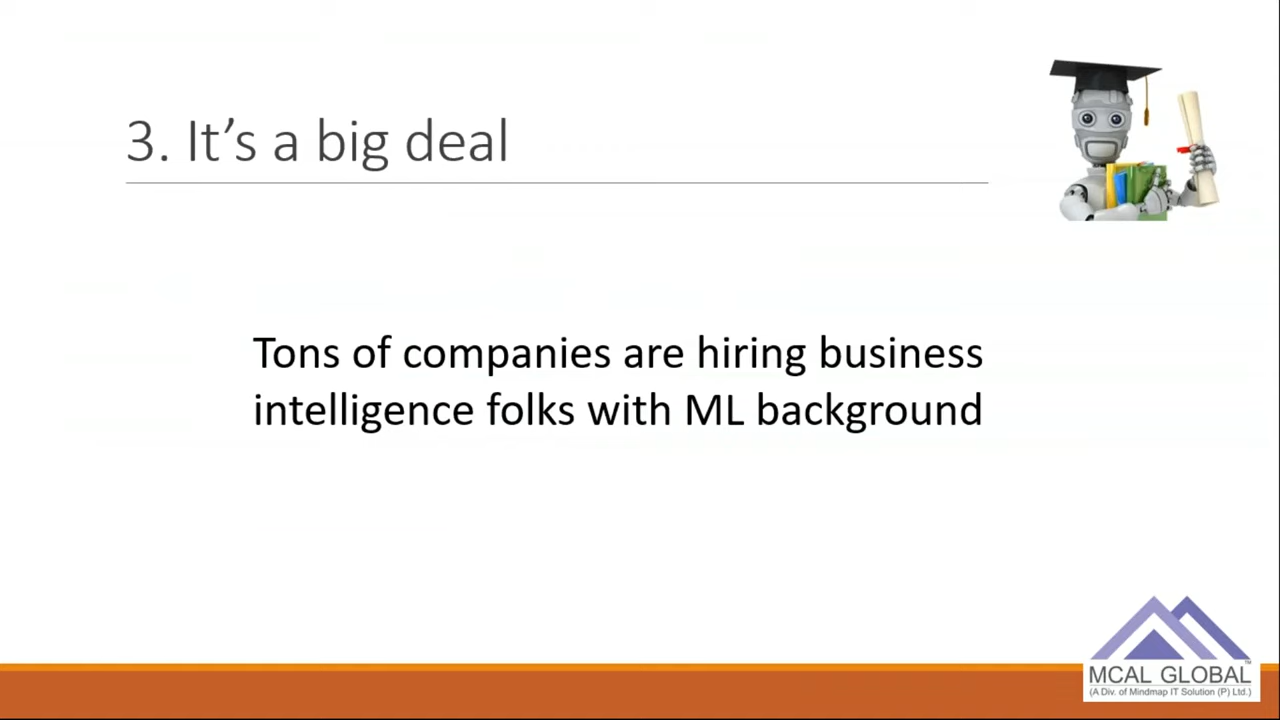 3. It’s a big deal
Tons of companies are hiring business
intelligence folks with ML background
MCAL GLOBAL™
(A Div. of Mindmap IT Solution (P) Ltd.)